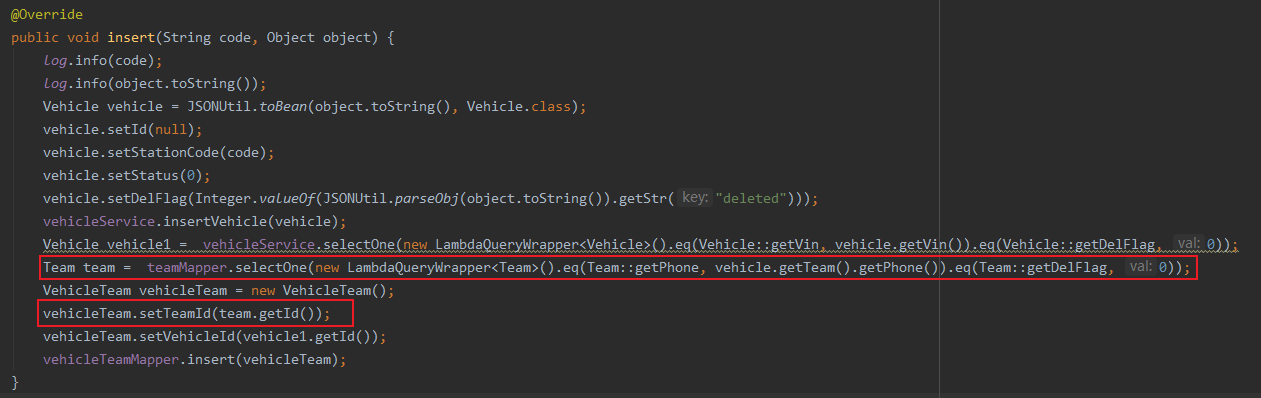 @Override
public void insert(String code, Object object) {
log.info(code);
log.info(object.toString());
Vehicle vehicle = JSONUtil.toBean(object.toString(), Vehicle.class);
vehicle.setId(null);
vehicle.setStationCode(code);
vehicle.setStatus(0);
vehicle.setDelFlag(Integer.valueOf(JSONUtil.parseObj(object.toString()).getStr( key: "deleted")));
vehicleService.insertVehicle(vehicle);
Vehicle vehicle1 =  vehicleService.selectOne(new LambdaQueryWrapper<Vehicle>().eq(Vehicle::getVin, vehicle.getVin()).eq(Vehicle::getDelFlag, val: 0));
Team team =  teamMapper.selectOne(new LambdaQueryWrapper<Team>().eq(Team::getPhone, vehicle.getTeam().getPhone()).eq(Team::getDelFlag, val: 0));
VehicleTeam vehicleTeam = new VehicleTeam();
vehicleTeam.setTeamId(team.getId());
vehicleTeam.setVehicleId(vehicle1.getId());
vehicleTeamMapper.insert(vehicleTeam);
}